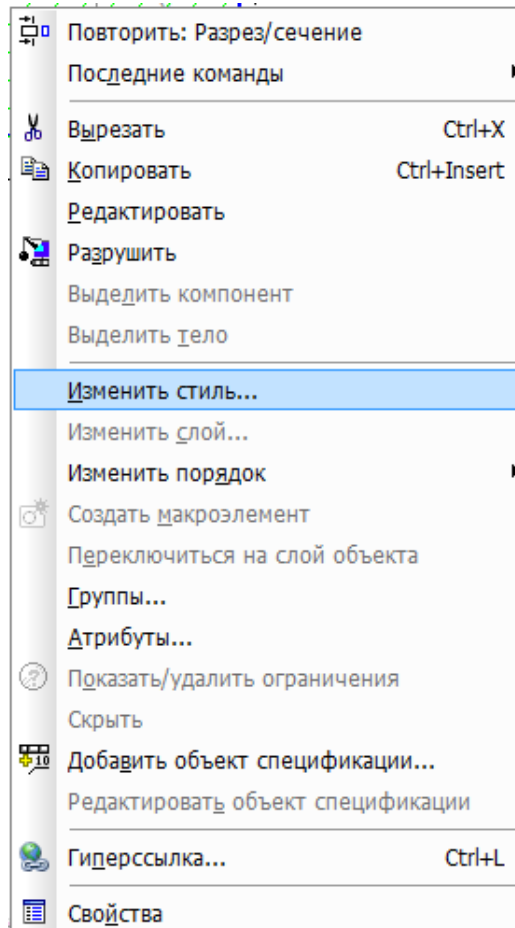 Повторить: Разрез/сечение
Последние команды
Вырезать Ctrl+X
Копировать Ctrl+Insert
Редактировать
Разрушить
Выделить компонент
Выделить тело
Изменить стиль...
Изменить слой...
Изменить порядок
Создать макроэлемент
Переключиться на слой объекта
Группы...
Атрибуты...
Показать/удалить ограничения
Скрыть
Добавить объект спецификации...
Редактировать объект спецификации
Гиперссылка... Ctrl+L
Свойства